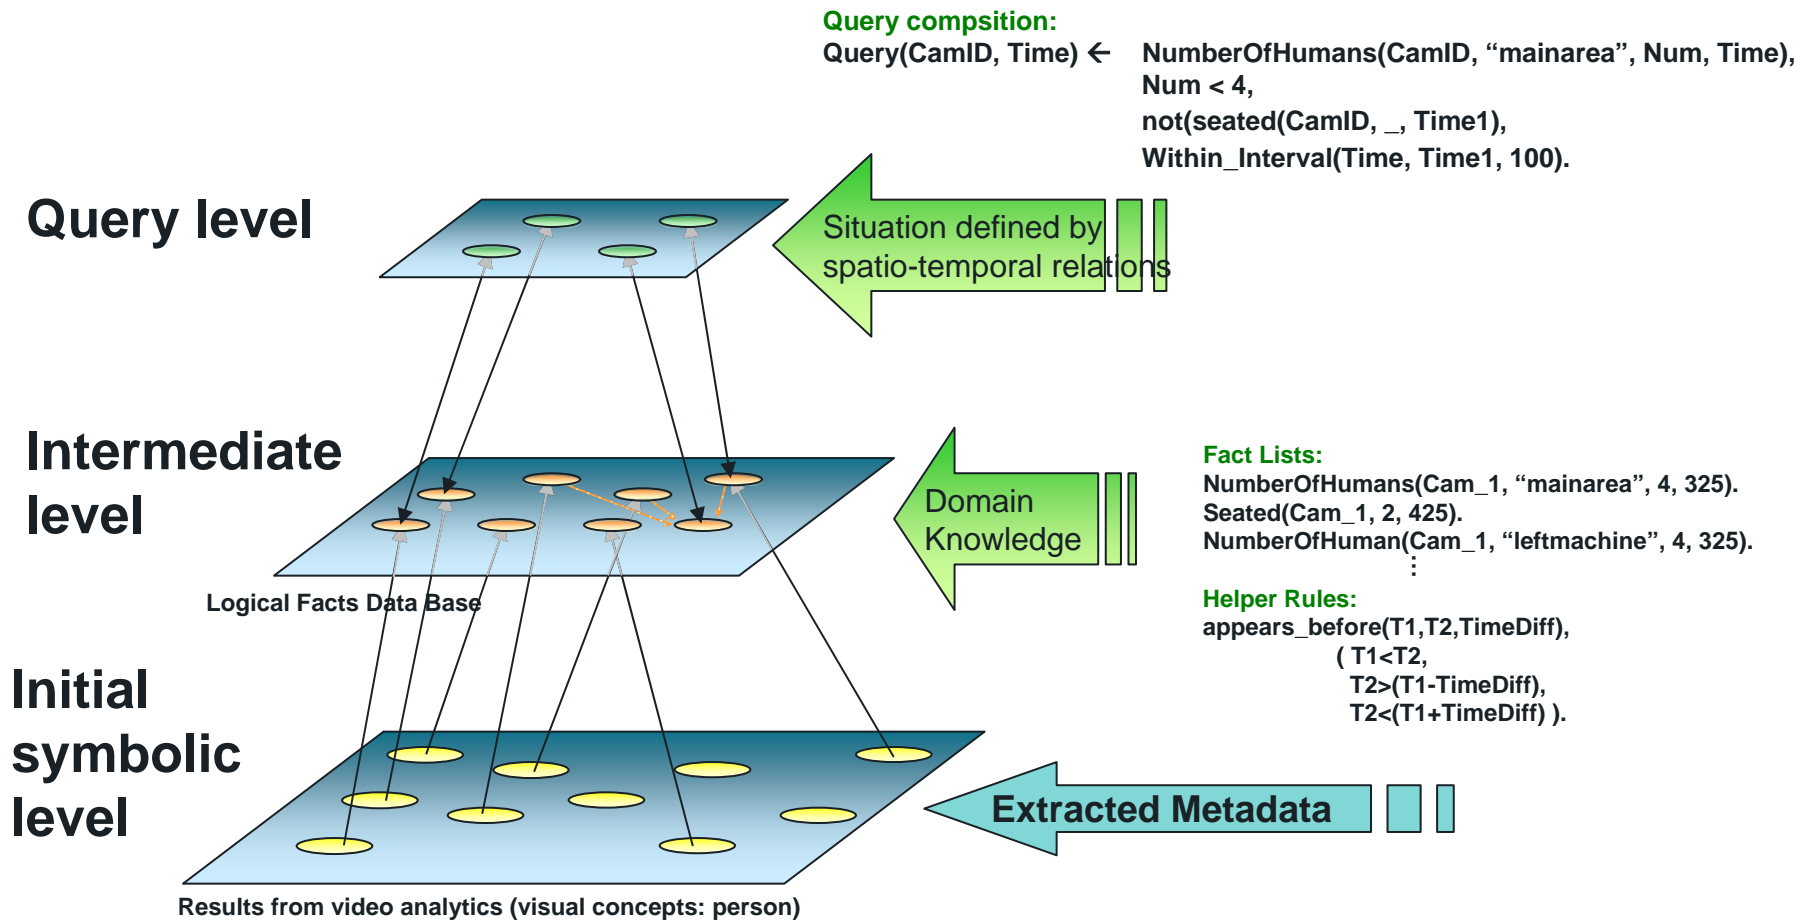 Query compsition:
Query(CamID, Time) ← NumberOfHumans(CamID, “mainarea”, Num, Time),
Num < 4,
not(seated(CamID, _, Time1),
Within_Interval(Time, Time1, 100).
Query level
Situation defined by
spatio-temporal relations
Intermediate
level
Domain
Knowledge
Fact Lists:
NumberOfHumans(Cam_1, “mainarea”, 4, 325).
Seated(Cam_1, 2, 425).
NumberOfHuman(Cam_1, “leftmachine”, 4, 325).
⋮
Logical Facts Data Base
Helper Rules:
appears_before(T1,T2,TimeDiff),
( T1<T2,
T2>(T1-TimeDiff),
T2<(T1+TimeDiff) ).
Initial
symbolic
level
Extracted Metadata
Results from video analytics (visual concepts: person)